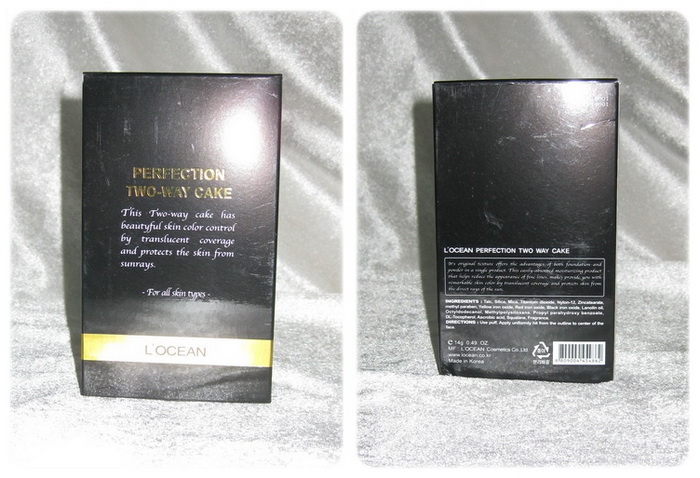 PERFECTION
TWO-WAY CAKE
This Two-way cake has
beautyful skin color control
by translucent coverage
and protects the skin from
sunrays.
- For all skin types -
L'OCEAN
L'OCEAN PERFECTION TWO WAY CAKE
It's original texture offers the advantages of both foundation and
powder in a single product. This easily-absorbed moisturizing product
that helps reduce the appearance of fine lines, makes provide you with
remarkable skin color by translucent coverage and protects skin from
the direct rays of the sun.
INGREDIENTS : Talc, Silica, Mica, Titanium dioxide, Nylon-12, Zincstearate,
methyl paraben, Yellow iron oxide, Red iron oxide, Black iron oxide, Lanolin oil,
Octyldodecanol, Methylpolysiloxane, Propyl parahydroxy benzoate,
DL-Tocopherol, Ascorbic acid, Squalane, Fragrance.
DIRECTIONS : Use puff. Apply uniformly hit from the outline to center of the
face.
14g 0.49. OZ.
MF : L'OCEAN Cosmetics Co.Ltd
www.locean.co.kr
Made in Korea